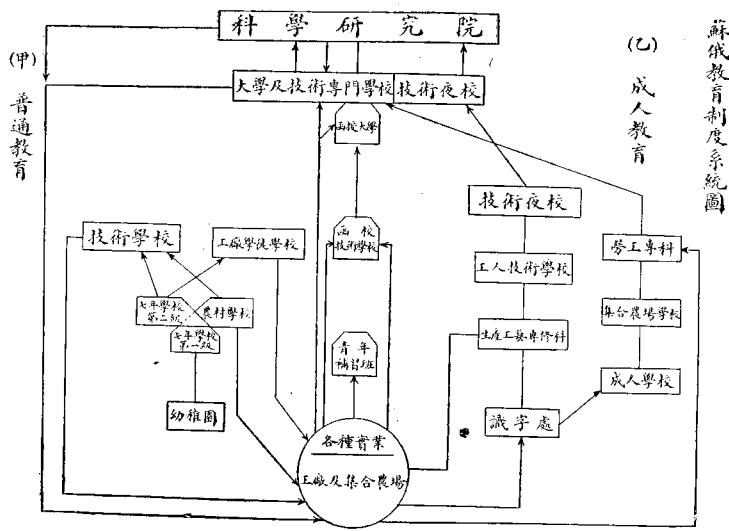 蘇俄教育制度系統圖
(乙) 成人教育
(甲) 普通教育
科學研究院
大學及技術專門學校
技術夜校
函授大學
技術夜校
技術學校
工廠學徒學校
函校
技術學校
工人技術學校
勞工專科
七年學校
第二級
農村學校
七年學校
第一級
集合農場學校
生產工藝專修科
青年
補習班
成人學校
幼稚園
識字處
各種實業
工廠及集合農場